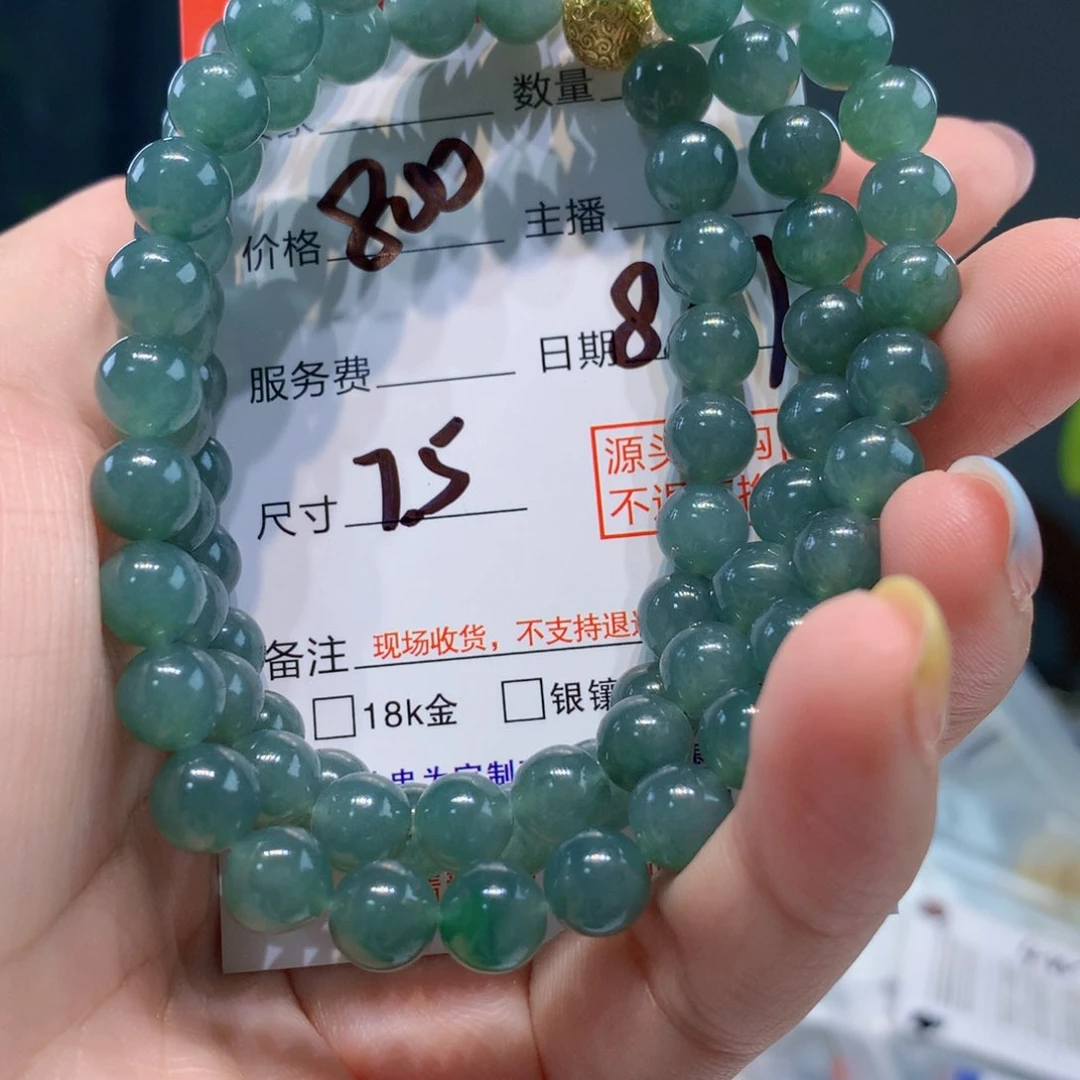 数量
价格 800 主播
服务费 日期 8
尺寸 7.5
源头
不退
备注 现场收货，不支持退
18k金 银镶